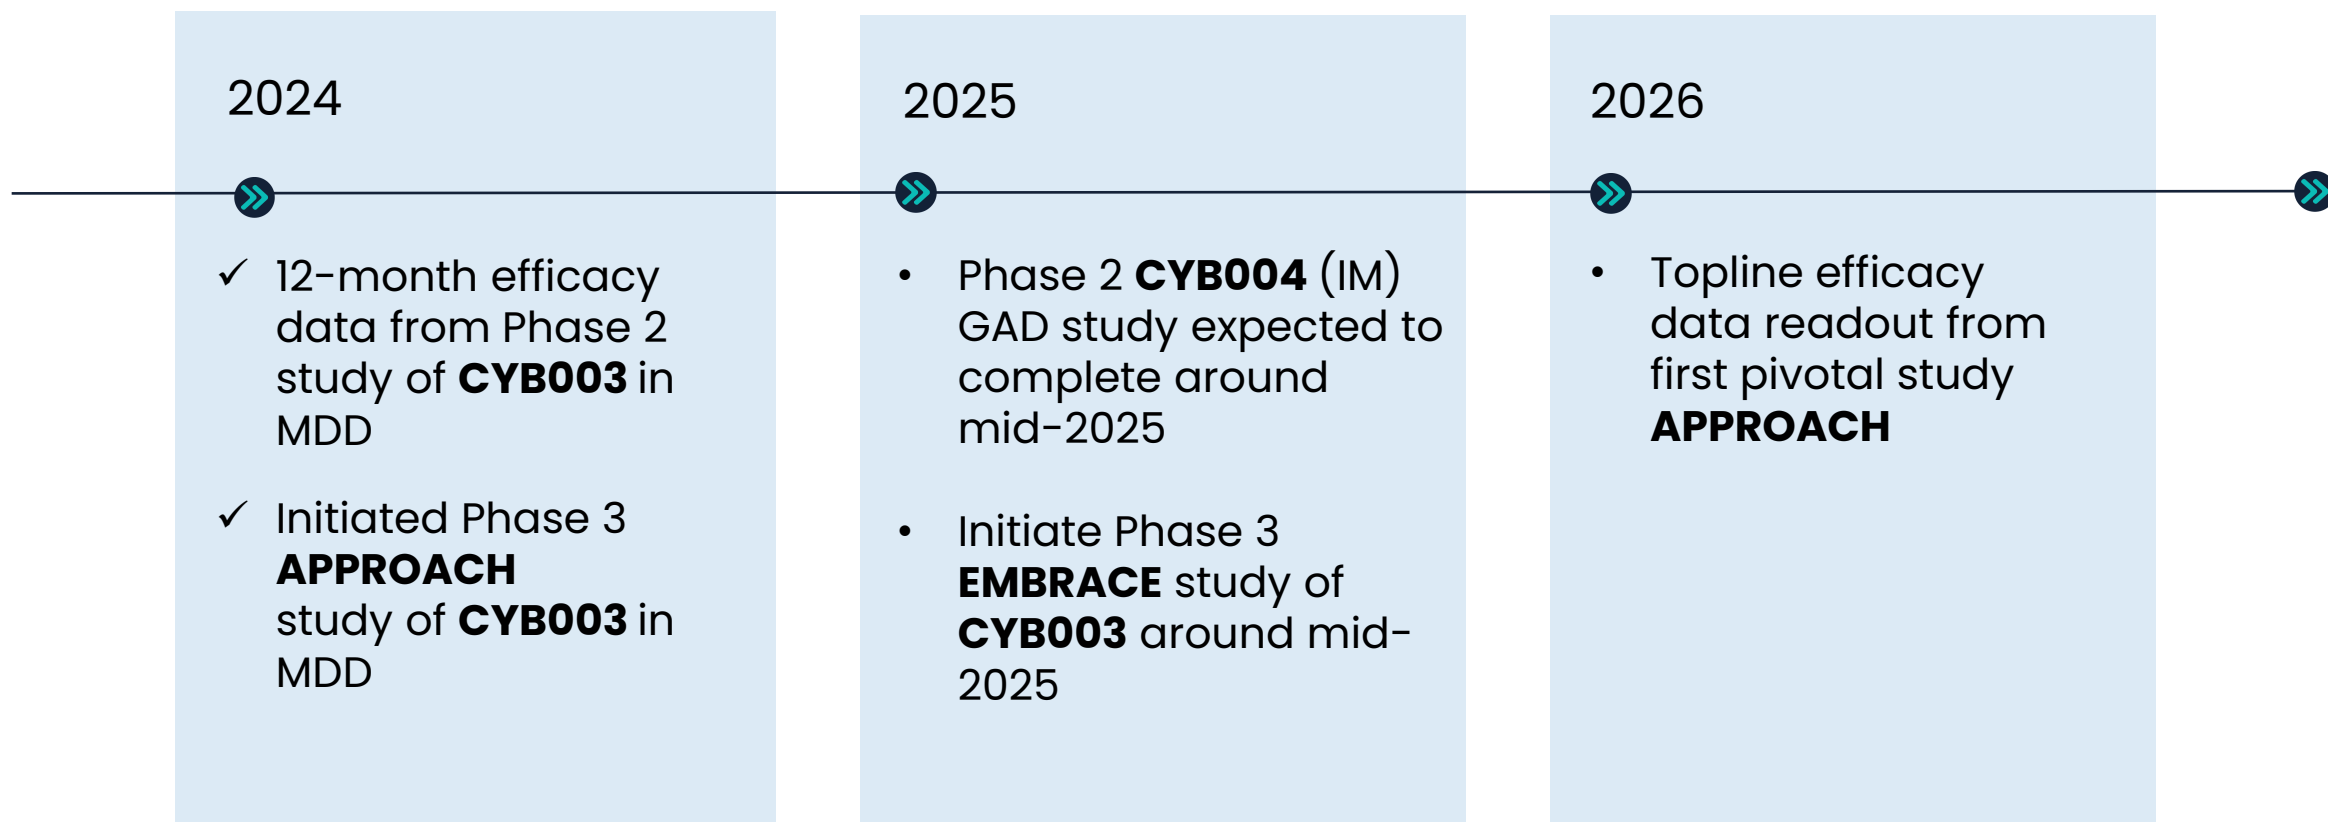 2024
✓ 12-month efficacy
data from Phase 2
study of CYB003 in
MDD
✓ Initiated Phase 3
APPROACH
study of CYB003 in
MDD
2025
• Phase 2 CYB004 (IM)
GAD study expected to
complete around
mid-2025
• Initiate Phase 3
EMBRACE study of
CYB003 around mid-
2025
2026
• Topline efficacy
data readout from
first pivotal study
APPROACH